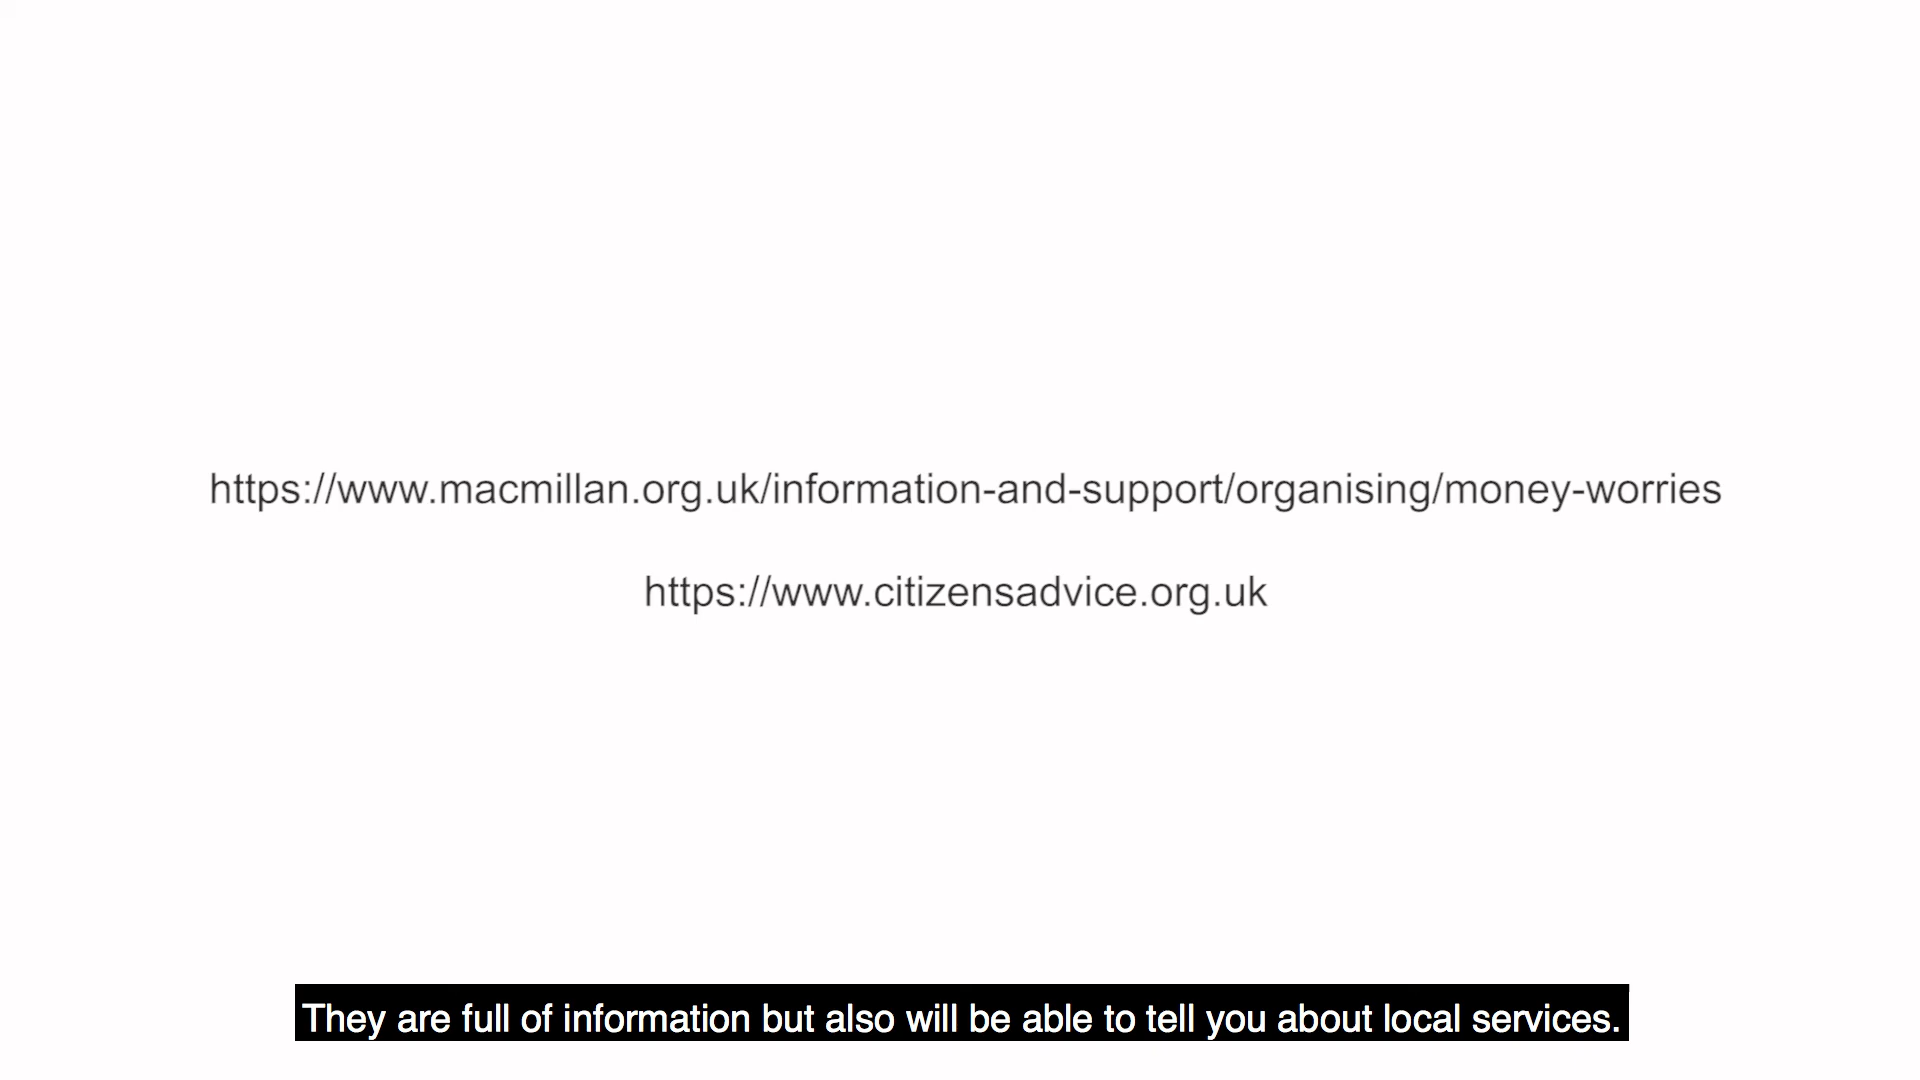 https://www.macmillan.org.uk/information-and-support/organising/money-worries
https://www.citizensadvice.org.uk
They are full of information but also will be able to tell you about local services.